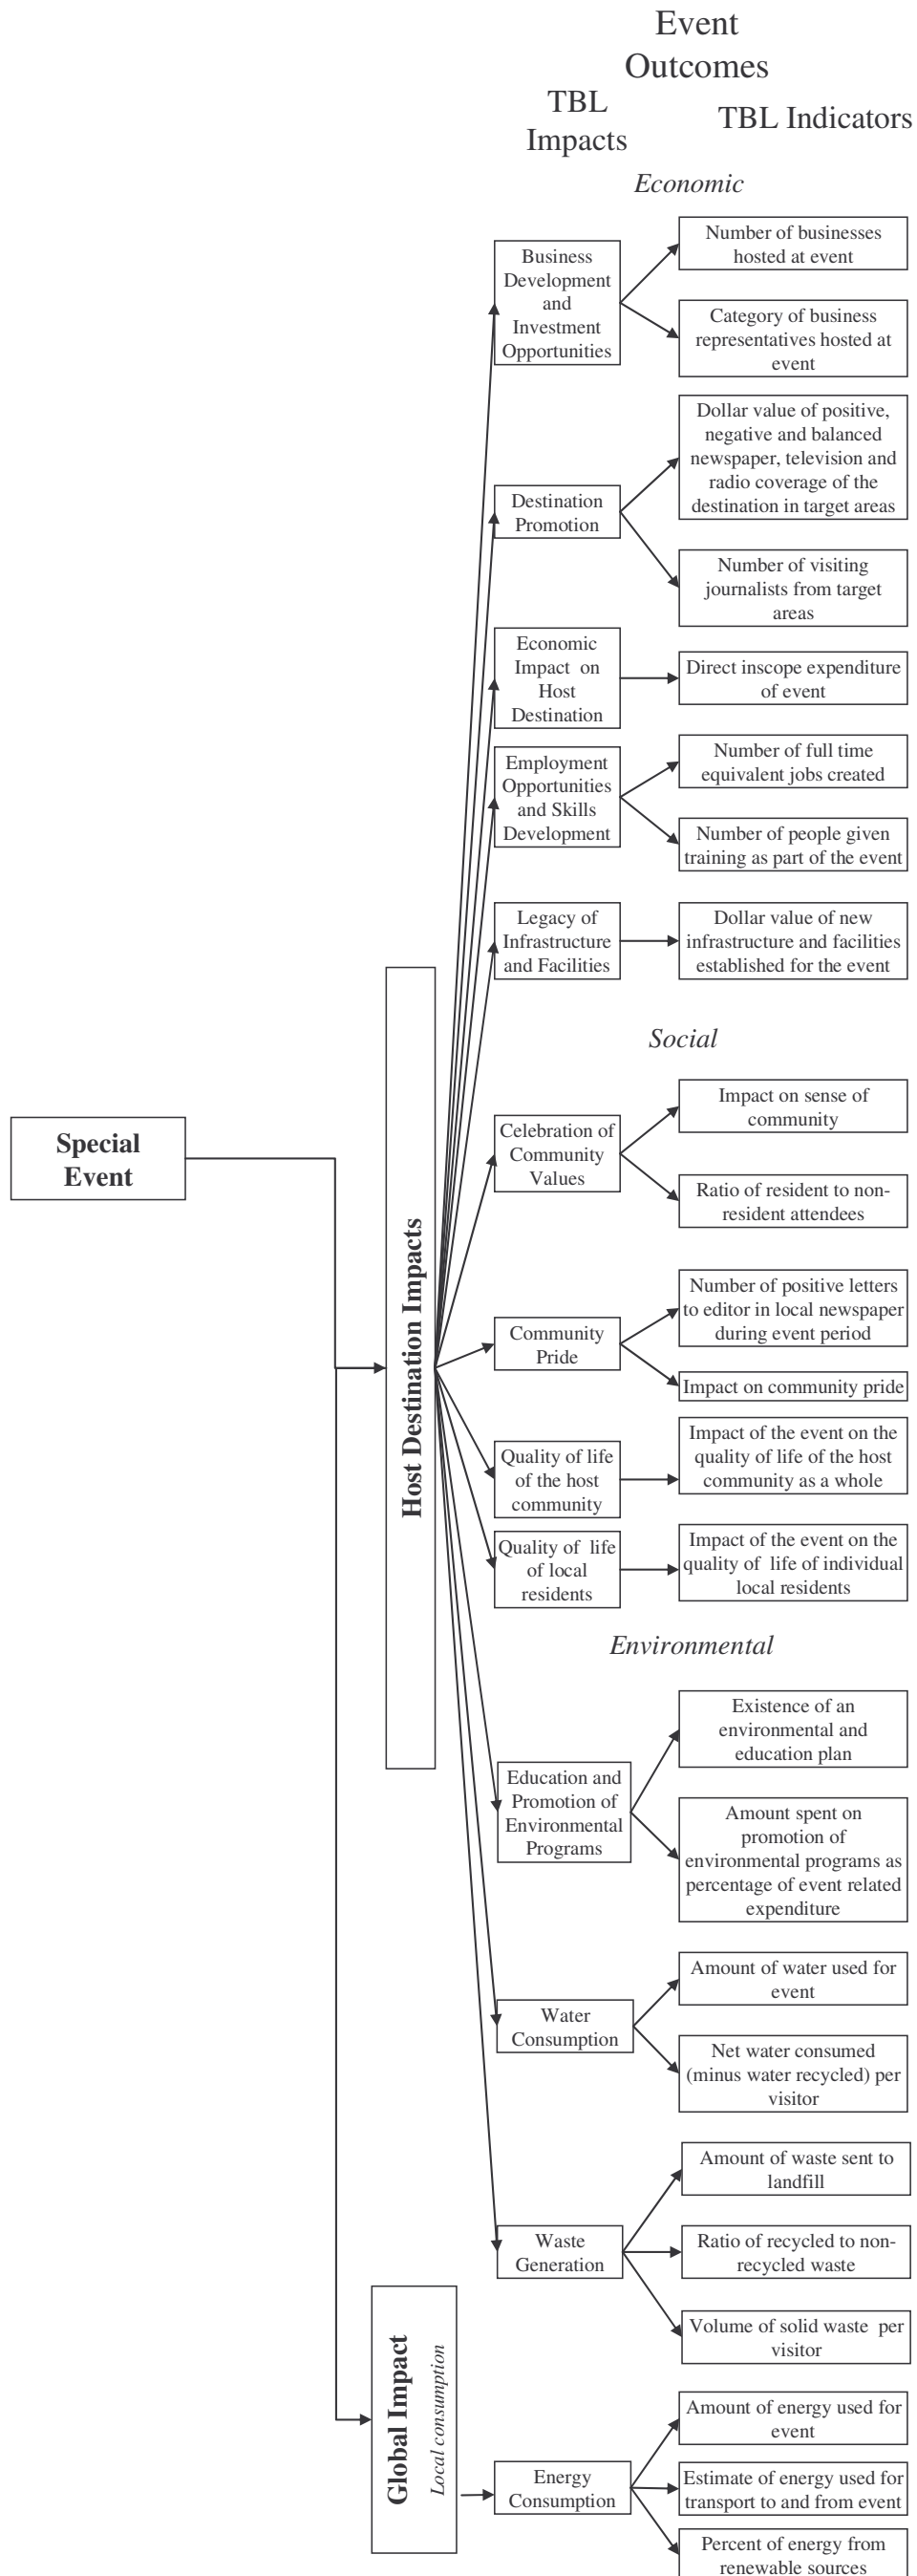 Event
Outcomes
TBL
Impacts
TBL Indicators
Economic
Business
Development
and
Investment
Opportunities
Number of businesses
hosted at event
Category of business
representatives hosted at
event
Destination
Promotion
Dollar value of positive,
negative and balanced
newspaper, television and
radio coverage of the
destination in target areas
Number of visiting
journalists from target
areas
Economic
Impact on
Host
Destination
Direct inscope expenditure
of event
Employment
Opportunities
and Skills
Development
Number of full time
equivalent jobs created
Number of people given
training as part of the event
Legacy of
Infrastructure
and Facilities
Dollar value of new
infrastructure and facilities
established for the event
Special
Event
Host Destination Impacts
Social
Celebration of
Community
Values
Impact on sense of
community
Ratio of resident to non-
resident attendees
Community
Pride
Number of positive letters
to editor in local newspaper
during event period
Impact on community pride
Quality of life
of the host
community
Impact of the event on the
quality of life of the host
community as a whole
Quality of life
of local
residents
Impact of the event on the
quality of life of individual
local residents
Environmental
Education and
Promotion of
Environmental
Programs
Existence of an
environmental and
education plan
Amount spent on
promotion of
environmental programs as
percentage of event related
expenditure
Water
Consumption
Amount of water used for
event
Net water consumed
(minus water recycled) per
visitor
Waste
Generation
Amount of waste sent to
landfill
Ratio of recycled to non-
recycled waste
Volume of solid waste per
visitor
Global Impact
Local consumption
Energy
Consumption
Amount of energy used for
event
Estimate of energy used for
transport to and from event
Percent of energy from
renewable sources